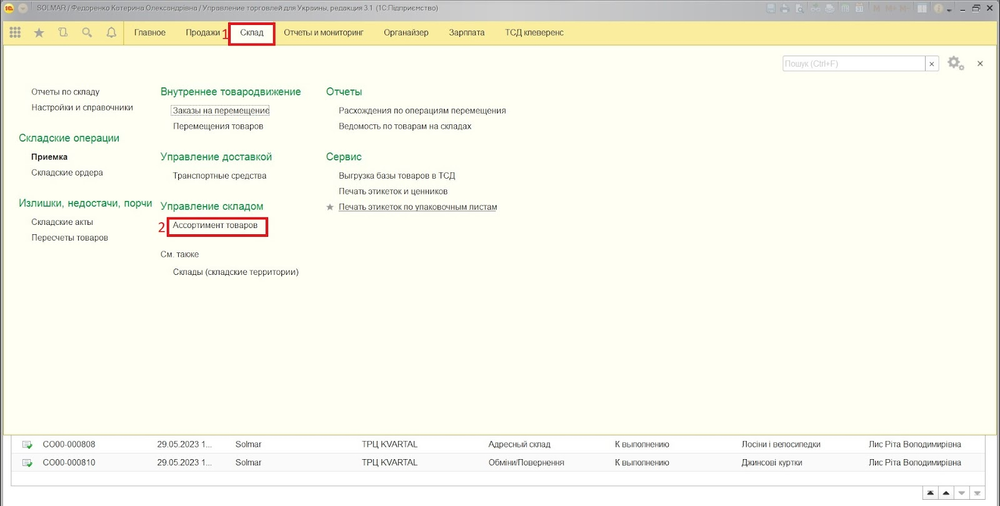 SOLMAR / Федоренко Катерина Олександрівна / Управление торговлей для Украины, редакция 3.1 (1С:Підприємство)
M M+ M-
Главное Продажи 1 Склад Отчеты и мониторинг Органайзер Зарплата ТСД клеверенс
Пошук (Ctrl+F)
Отчеты по складу
Настройки и справочники
Складские операции
Приемка
Складские ордера
Излишки, недостачи, порчи
Складские акты
Пересчеты товаров
Внутреннее товародвижение
Заказы на перемещение
Перемещения товаров
Управление доставкой
Транспортные средства
Управление складом
2 Ассортимент товаров
См. также
Склады (складские территории)
Отчеты
Расхождения по операциям перемещения
Ведомость по товарам на складах
Сервис
Выгрузка базы товаров в ТСД
Печать этикеток и ценников
Печать этикеток по упаковочным листам
СО00-000808 29.05.2023 1... Solmar ТРЦ KVARTAL Адресный склад К выполнению Лосіни і велосипедки Лис Ріта Володимирівна
СО00-000810 29.05.2023 1... Solmar ТРЦ KVARTAL Обміни/Повернення К выполнению Джинсові куртки Лис Ріта Володимирівна